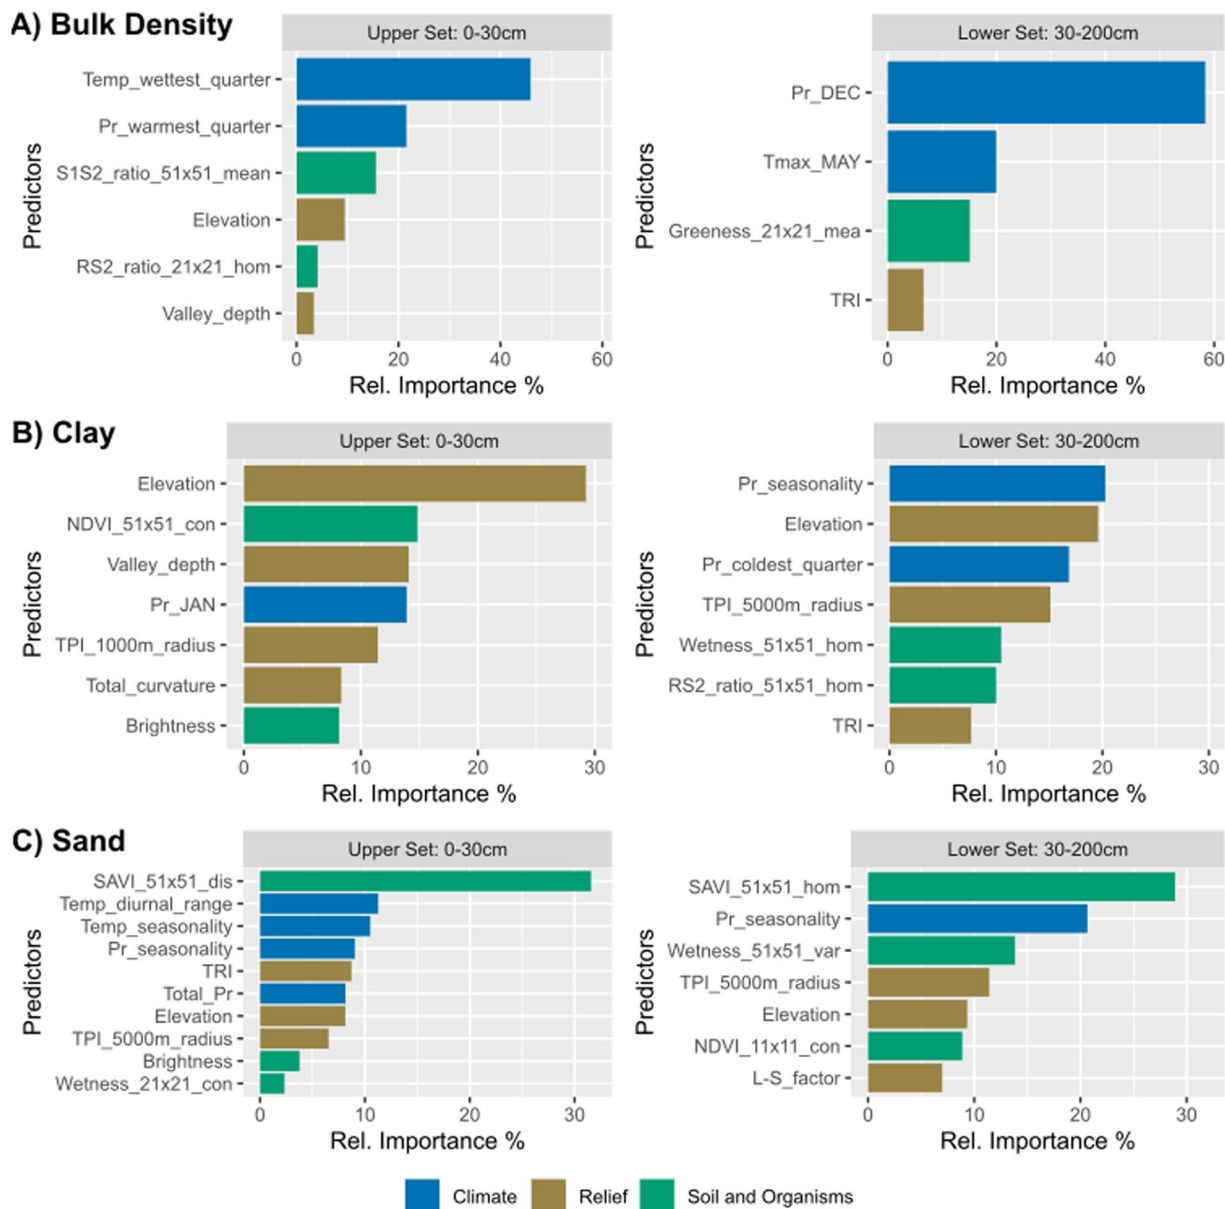 A) Bulk Density
Upper Set: 0-30cm
Predictors
Temp_wettest_quarter
Pr_warmest_quarter
S1S2_ratio_51x51_mean
Elevation
RS2_ratio_21x21_hom
Valley_depth
0 20 40 60
Rel. Importance %
Lower Set: 30-200cm
Predictors
Pr_DEC
Tmax_MAY
Greeness_21x21_mea
TRI
0 20 40 60
Rel. Importance %
B) Clay
Upper Set: 0-30cm
Predictors
Elevation
NDVI_51x51_con
Valley_depth
Pr_JAN
TPI_1000m_radius
Total_curvature
Brightness
0 10 20 30
Rel. Importance %
Lower Set: 30-200cm
Predictors
Pr_seasonality
Elevation
Pr_coldest_quarter
TPI_5000m_radius
Wetness_51x51_hom
RS2_ratio_51x51_hom
TRI
0 10 20 30
Rel. Importance %
C) Sand
Upper Set: 0-30cm
Predictors
SAVI_51x51_dis
Temp_diurnal_range
Temp_seasonality
Pr_seasonality
TRI
Total_Pr
Elevation
TPI_5000m_radius
Brightness
Wetness_21x21_con
0 10 20 30
Rel. Importance %
Lower Set: 30-200cm
Predictors
SAVI_51x51_hom
Pr_seasonality
Wetness_51x51_var
TPI_5000m_radius
Elevation
NDVI_11x11_con
L-S_factor
0 10 20 30
Rel. Importance %
Climate Relief Soil and Organisms